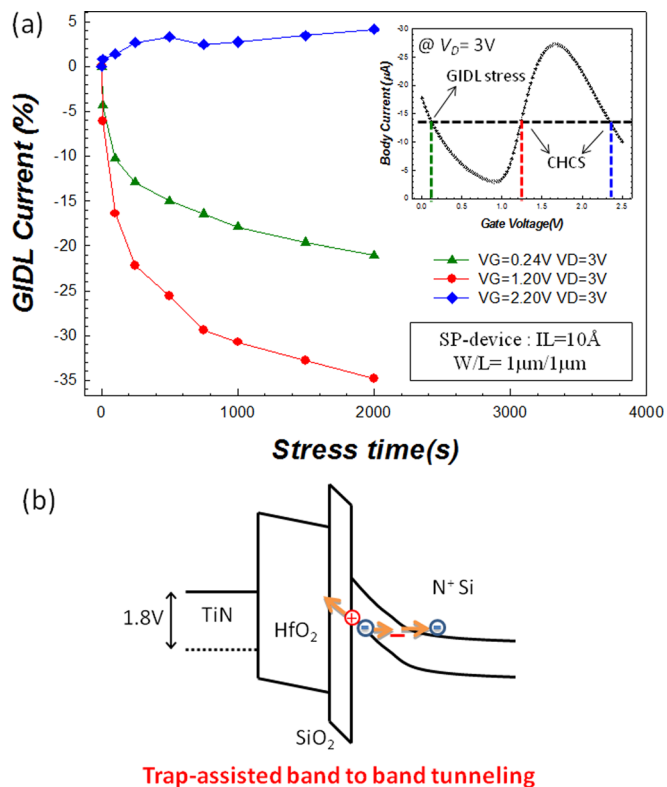 (a)
5
0
-5
-10
-15
-20
-25
-30
-35
GIDL Current (%)
0
1000
2000
3000
4000
Stress time(s)
@ VD= 3V
GIDL stress
CHCS
-30
-25
-20
-15
-10
-5
0
Body Current (μA)
0.0
0.5
1.0
1.5
2.0
2.5
Gate Voltage(V)
VG=0.24V VD=3V
VG=1.20V VD=3V
VG=2.20V VD=3V
SP-device : IL=10Å
W/L= 1μm/1μm
(b)
1.8V
TiN
HfO2
SiO2
N+ Si
Trap-assisted band to band tunneling